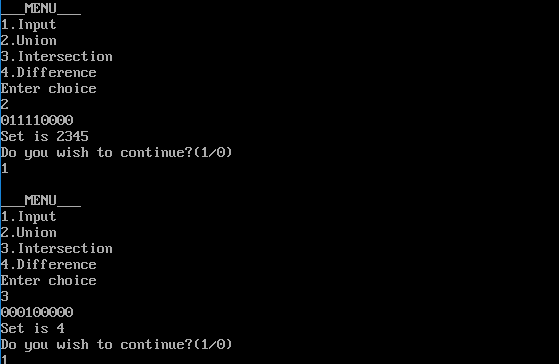 ___MENU___
1.Input
2.Union
3.Intersection
4.Difference
Enter choice
2
011110000
Set is 2345
Do you wish to continue?(1/0)
1
___MENU___
1.Input
2.Union
3.Intersection
4.Difference
Enter choice
3
000100000
Set is 4
Do you wish to continue?(1/0)
1